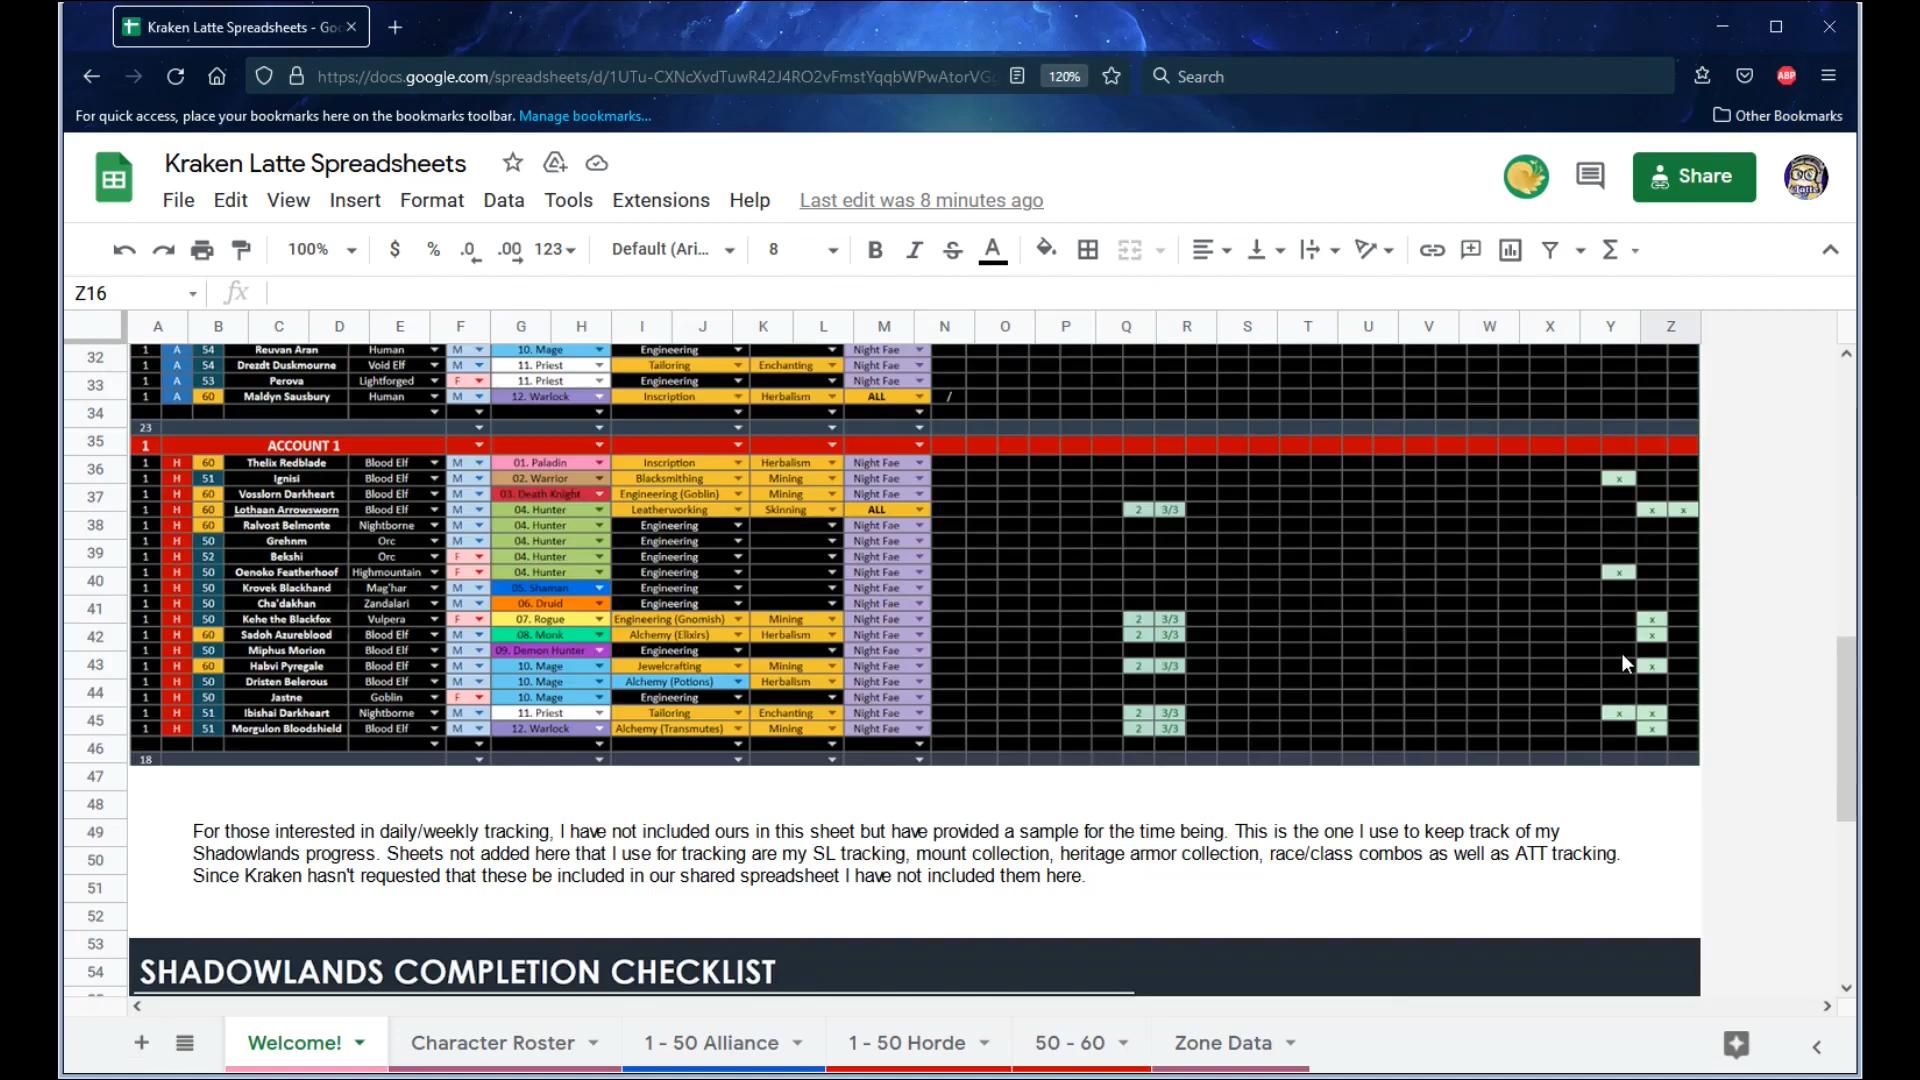 Kraken Latte Spreadsheets - Goo
https://docs.google.com/spreadsheets/d/1UTu-CXNcXvdTuwR42J4RO2vFmstYqqbWPwAtorVG
120%
Search
ABP
For quick access, place your bookmarks here on the bookmarks toolbar. Manage bookmarks...
Other Bookmarks
Kraken Latte Spreadsheets
Share
File Edit View Insert Format Data Tools Extensions Help Last edit was 8 minutes ago
100% $ % .0 .00 123 Default (Ari... 8 B I S A
Z16 fx
A B C D E F G H I J K L M N O P Q R S T U V W X Y Z
32 33 34 35 36 37 38 39 40 41 42 43 44 45 46 47 48 49 50 51 52 53 54
1 A 54 Reuvan Aran Human M 10. Mage Engineering Night Fae
1 A 54 Drezdt Duskmourne Void Elf M 11. Priest Tailoring Enchanting Night Fae
1 A 53 Perova Lightforged F 11. Priest Engineering Night Fae
1 A 60 Maldyn Sausbury Human M 12. Warlock Inscription Herbalism ALL /
23
1 ACCOUNT 1
1 H 60 Thelix Redblade Blood Elf M 01. Paladin Inscription Herbalism Night Fae
1 H 51 Ignisi Blood Elf M 02. Warrior Blacksmithing Mining Night Fae x
1 H 60 Vosslorn Darkheart Blood Elf M 03. Death Knight Engineering (Goblin) Mining Night Fae
1 H 60 Lothaan Arrowsworn Blood Elf M 04. Hunter Leatherworking Skinning ALL 2 3/3 x x
1 H 60 Ralvost Belmonte Nightborne M 04. Hunter Engineering Night Fae
1 H 50 Grehnm Orc M 04. Hunter Engineering Night Fae
1 H 52 Bekshi Orc F 04. Hunter Engineering Night Fae
1 H 50 Oenoko Featherhoof Highmountain F 04. Hunter Engineering Night Fae x
1 H 50 Krovek Blackhand Mag'har M 05. Shaman Engineering Night Fae
1 H 50 Cha'dakhan Zandalari M 06. Druid Engineering Night Fae
1 H 50 Kehe the Blackfox Vulpera F 07. Rogue Engineering (Gnomish) Mining Night Fae 2 3/3 x
1 H 60 Sadoh Azureblood Blood Elf M 08. Monk Alchemy (Elixirs) Herbalism Night Fae 2 3/3 x
1 H 50 Miphus Morion Blood Elf M 09. Demon Hunter Engineering Night Fae
1 H 60 Habvi Pyregale Blood Elf M 10. Mage Jewelcrafting Mining Night Fae 2 3/3 x
1 H 50 Dristen Belerous Blood Elf M 10. Mage Alchemy (Potions) Herbalism Night Fae
1 H 50 Jastne Goblin F 10. Mage Engineering Night Fae
1 H 51 Ibishai Darkheart Nightborne M 11. Priest Tailoring Enchanting Night Fae 2 3/3 x x
1 H 51 Morgulon Bloodshield Blood Elf M 12. Warlock Alchemy (Transmutes) Mining Night Fae 2 3/3 x
18
For those interested in daily/weekly tracking, I have not included ours in this sheet but have provided a sample for the time being. This is the one I use to keep track of my
Shadowlands progress. Sheets not added here that I use for tracking are my SL tracking, mount collection, heritage armor collection, race/class combos as well as ATT tracking.
Since Kraken hasn't requested that these be included in our shared spreadsheet I have not included them here.
SHADOWLANDS COMPLETION CHECKLIST
Welcome! Character Roster 1 - 50 Alliance 1 - 50 Horde 50 - 60 Zone Data